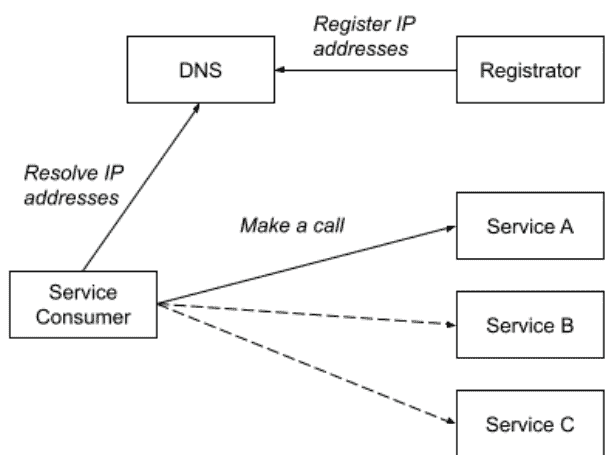 Register IP
addresses
DNS
Registrator
Resolve IP
addresses
Make a call
Service A
Service
Consumer
Service B
Service C